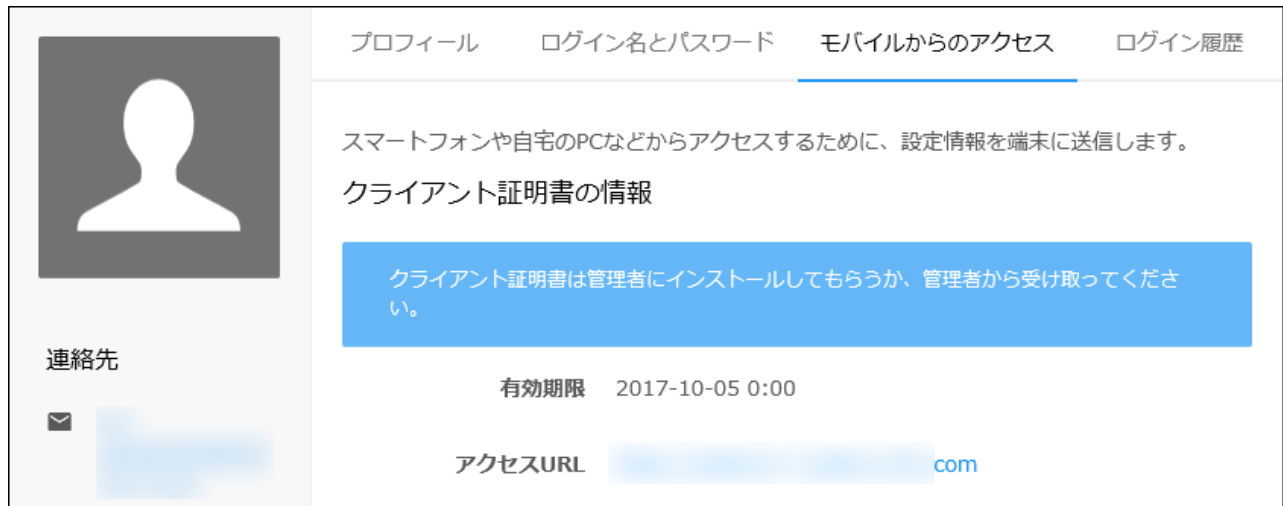 プロフィール
ログイン名とパスワード
モバイルからのアクセス
ログイン履歴
スマートフォンや自宅のPCなどからアクセスするために、設定情報を端末に送信します。
クライアント証明書の情報
クライアント証明書は管理者にインストールしてもらうか、管理者から受け取ってくださ
い。
連絡先
有効期限 2017-10-05 0:00
アクセスURL com